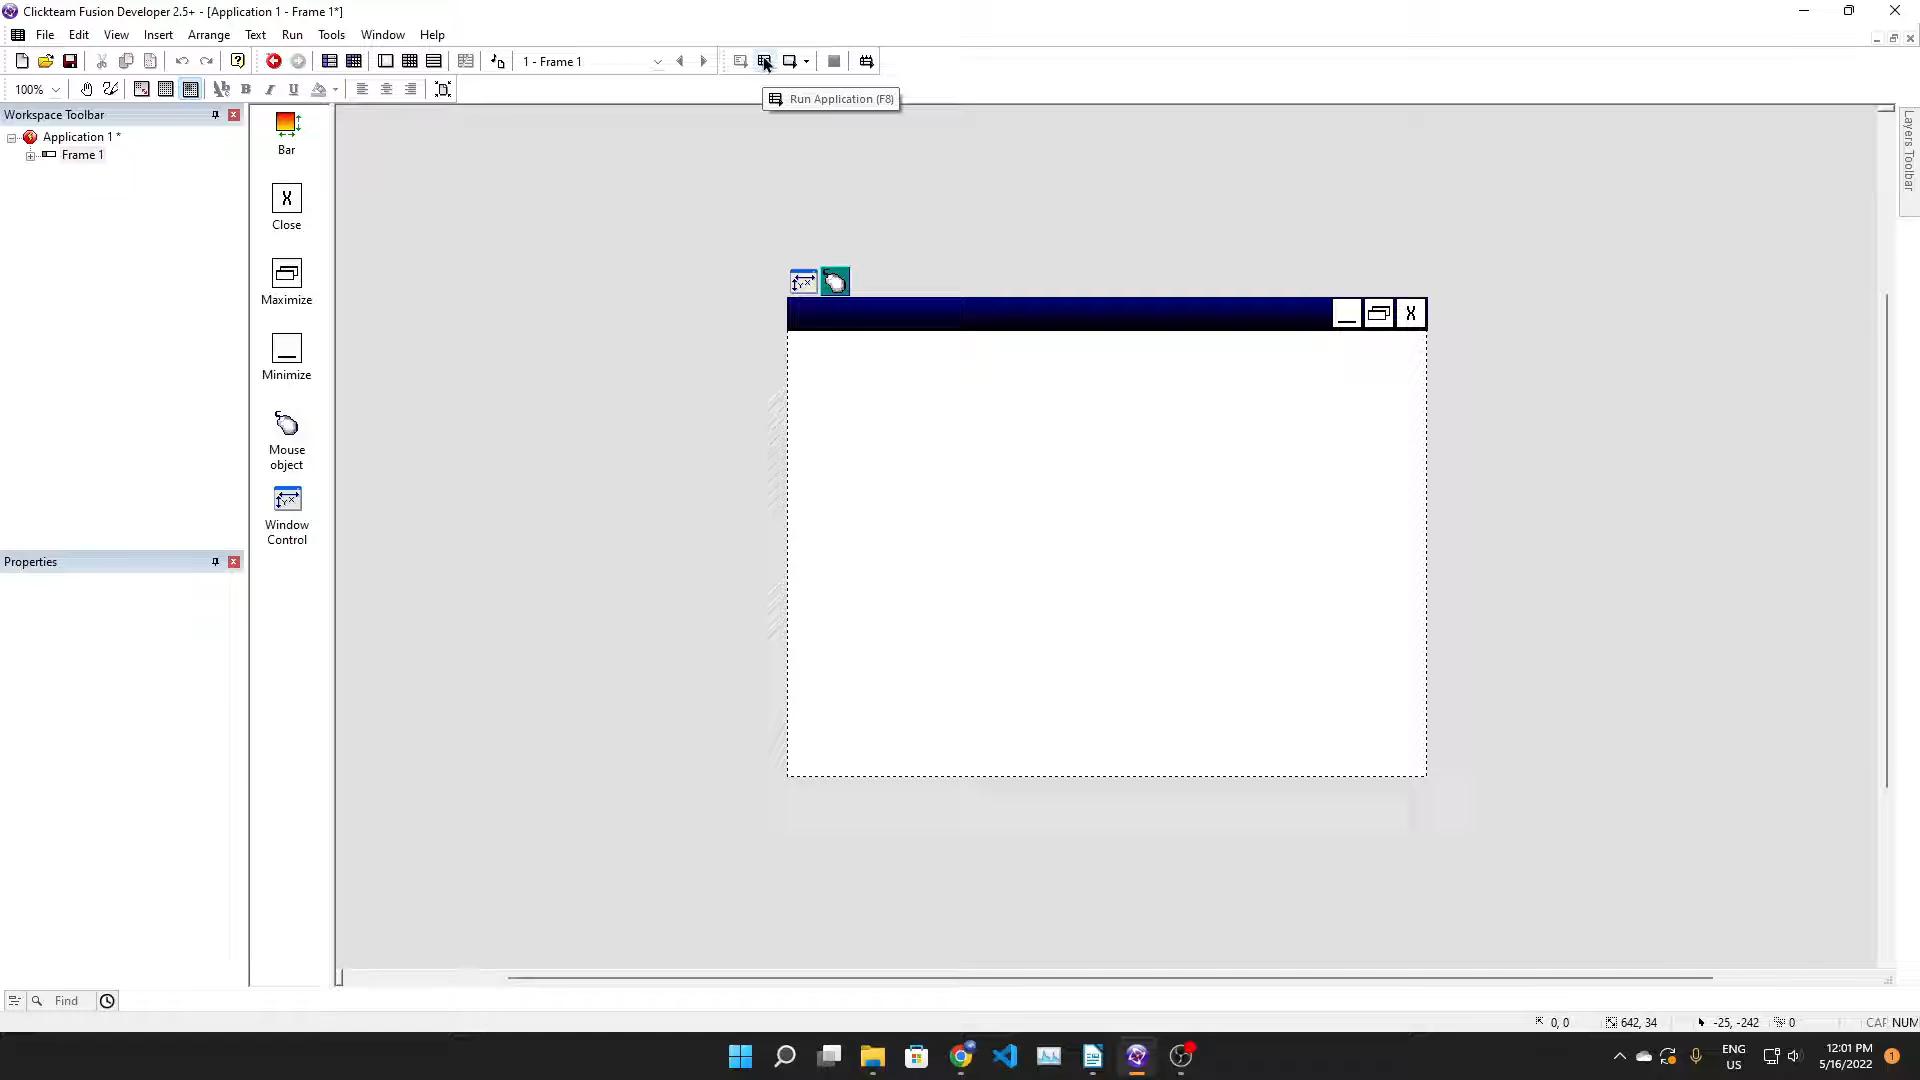 Clickteam Fusion Developer 2.5+ - [Application 1 - Frame 1*]
File Edit View Insert Arrange Text Run Tools Window Help
1 - Frame 1
100%
B I U
Run Application (F8)
Workspace Toolbar
Application 1 *
Frame 1
Properties
Bar
X
Close
Maximize
Minimize
Mouse
object
Window
Control
X
Layers Toolbar
Find
0, 0
642, 34
-25, -242
0
CAP NUM
ENG
US
12:01 PM
5/16/2022
1